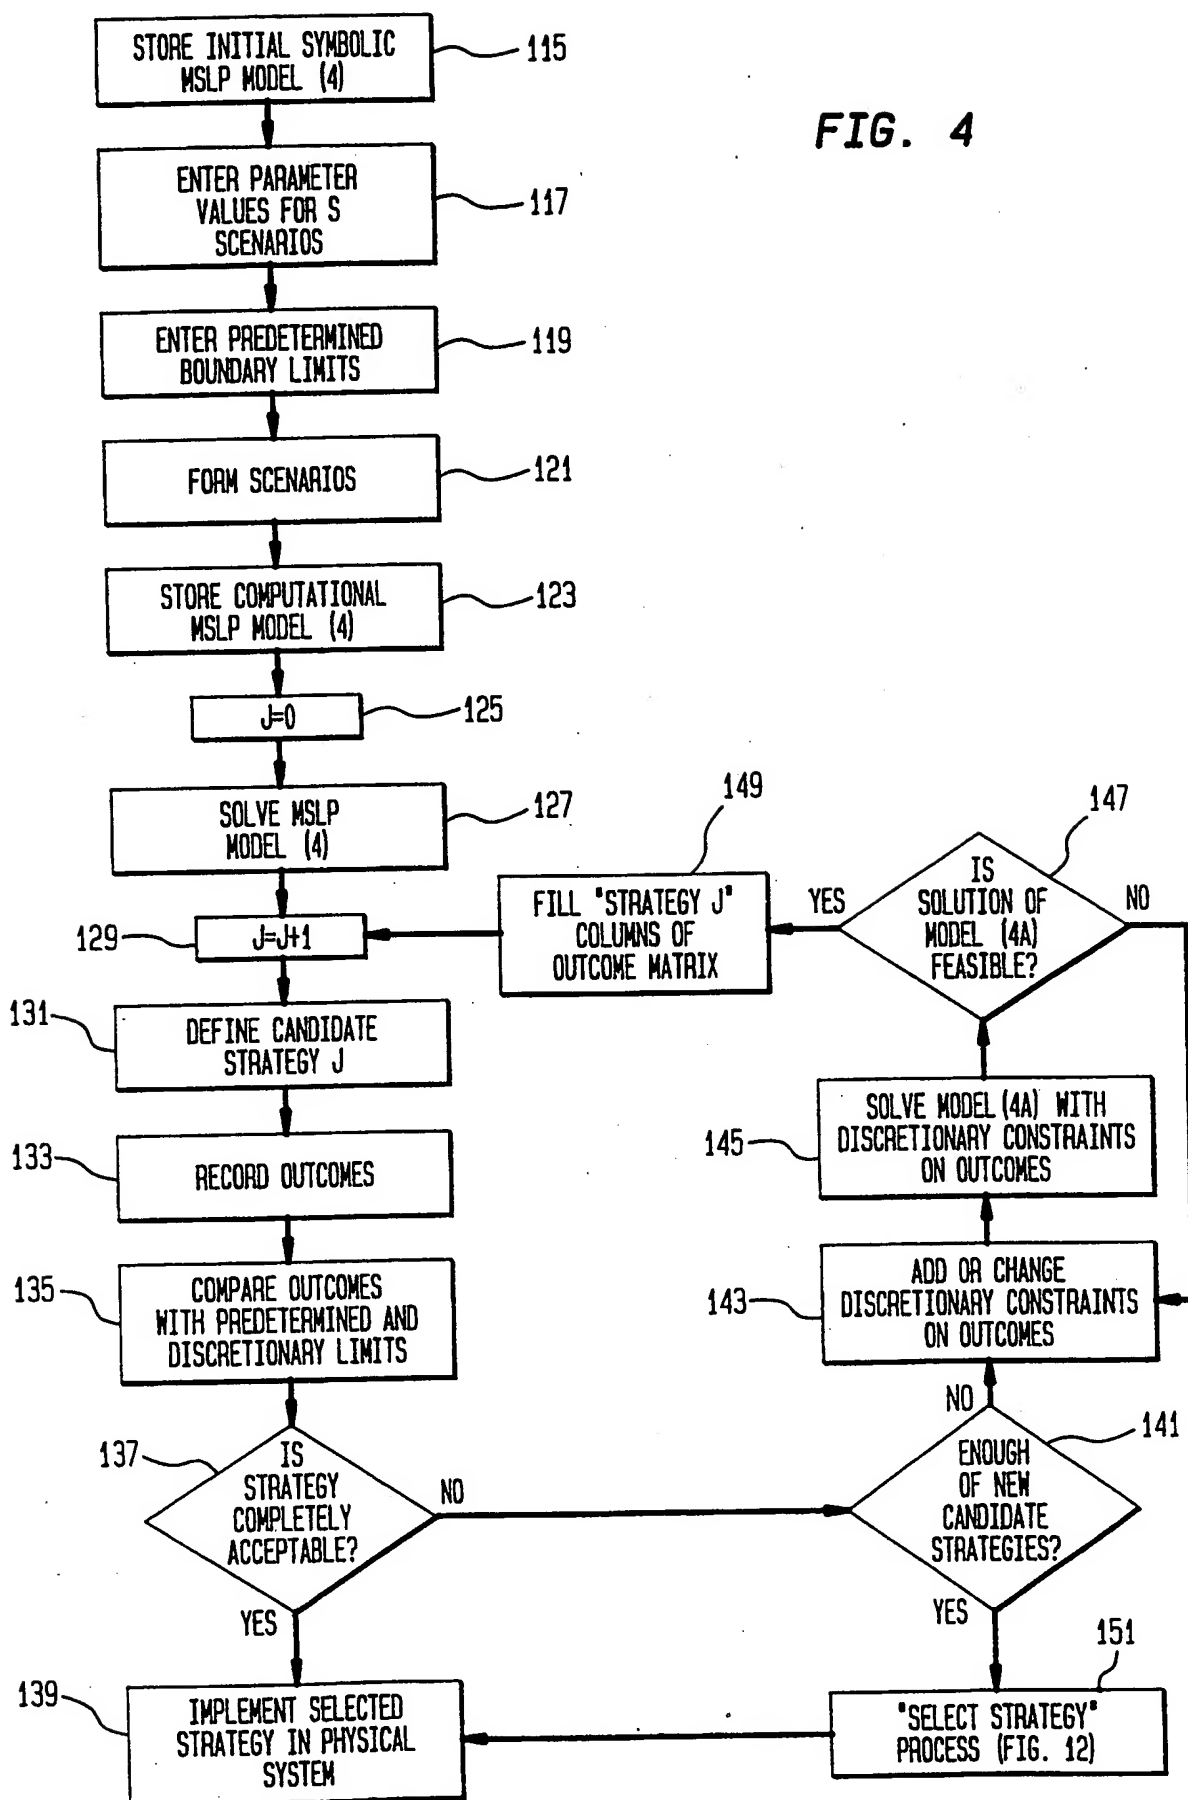 FIG. 4
STORE INITIAL SYMBOLIC
MSLP MODEL (4)
115
ENTER PARAMETER
VALUES FOR S
SCENARIOS
117
ENTER PREDETERMINED
BOUNDARY LIMITS
119
FORM SCENARIOS
121
STORE COMPUTATIONAL
MSLP MODEL (4)
123
J=0
125
SOLVE MSLP
MODEL (4)
127
J=J+1
129
DEFINE CANDIDATE
STRATEGY J
131
RECORD OUTCOMES
133
COMPARE OUTCOMES
WITH PREDETERMINED AND
DISCRETIONARY LIMITS
135
IS
STRATEGY
COMPLETELY
ACCEPTABLE?
137
NO
YES
IMPLEMENT SELECTED
STRATEGY IN PHYSICAL
SYSTEM
139
ENOUGH
OF NEW
CANDIDATE
STRATEGIES?
141
NO
YES
ADD OR CHANGE
DISCRETIONARY CONSTRAINTS
ON OUTCOMES
143
SOLVE MODEL (4A) WITH
DISCRETIONARY CONSTRAINTS
ON OUTCOMES
145
IS
SOLUTION OF
MODEL (4A)
FEASIBLE?
147
YES
NO
FILL "STRATEGY J"
COLUMNS OF
OUTCOME MATRIX
149
"SELECT STRATEGY"
PROCESS (FIG. 12)
151